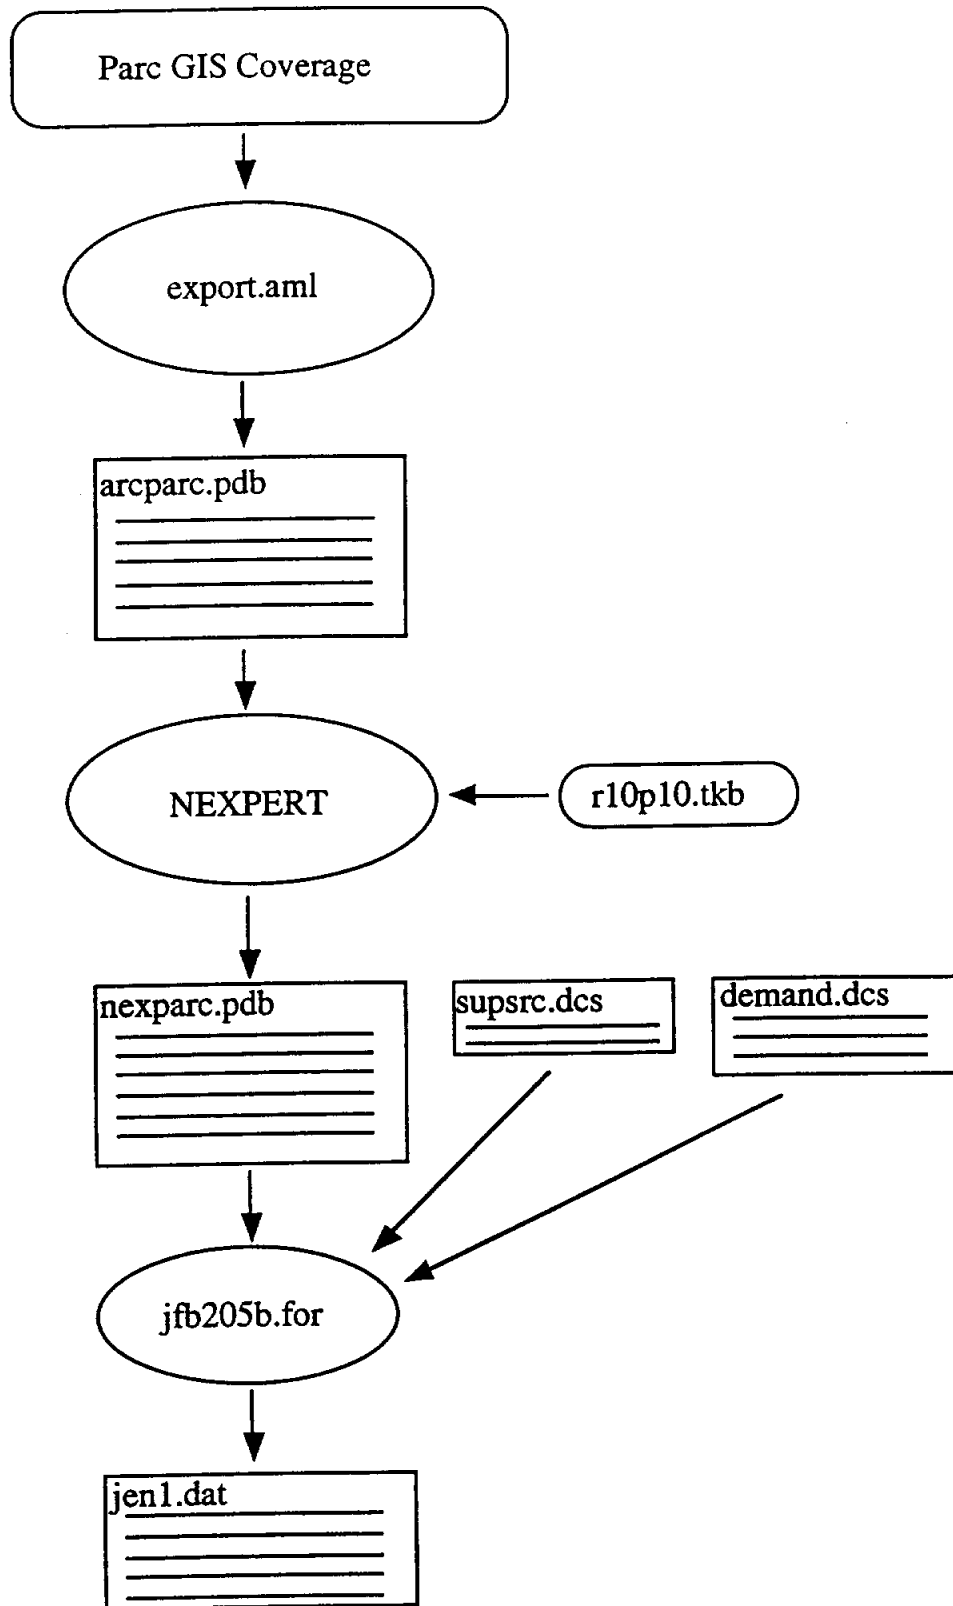 Parc GIS Coverage
export.aml
arcparc.pdb
NEXPERT
r10p10.tkb
nexparc.pdb
supsrc.dcs
demand.dcs
jfb205b.for
jen1.dat